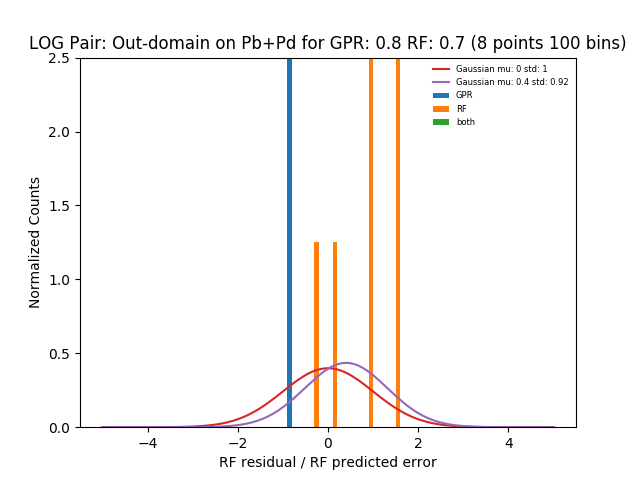 LOG Pair: Out-domain on Pb+Pd for GPR: 0.8 RF: 0.7 (8 points 100 bins)
2.5
2.0
1.5
1.0
0.5
0.0
Normalized Counts
Gaussian mu: 0 std: 1
Gaussian mu: 0.4 std: 0.92
GPR
RF
both
−4 −2 0 2 4
RF residual / RF predicted error